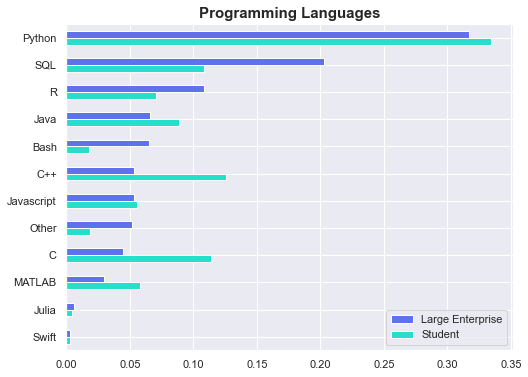 Programming Languages
Python
SQL
R
Java
Bash
C++
Javascript
Other
C
MATLAB
Julia
Swift
Large Enterprise
Student
0.00 0.05 0.10 0.15 0.20 0.25 0.30 0.35